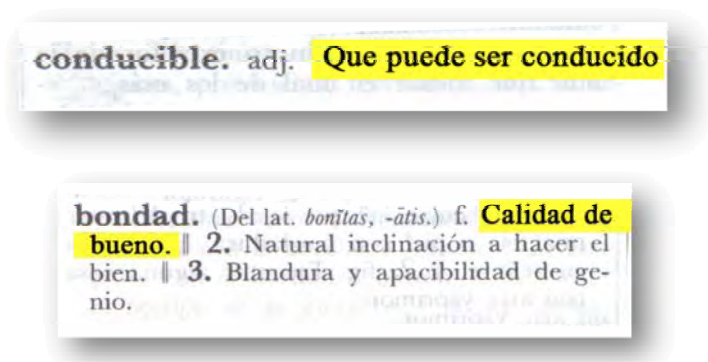 conducible. adj. Que puede ser conducido
bondad. (Del lat. bonĭtas, -ātis.) f. Calidad de
bueno. ‖ 2. Natural inclinación a hacer el
bien. ‖ 3. Blandura y apacibilidad de ge-
nio.